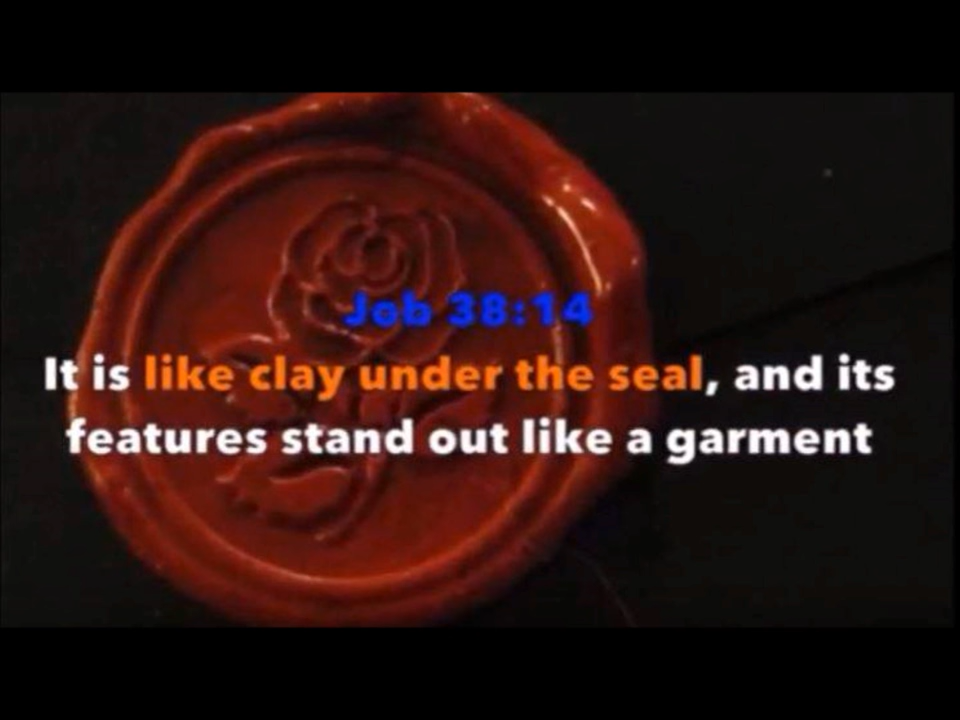 Job 38:14
It is like clay under the seal, and its
features stand out like a garment